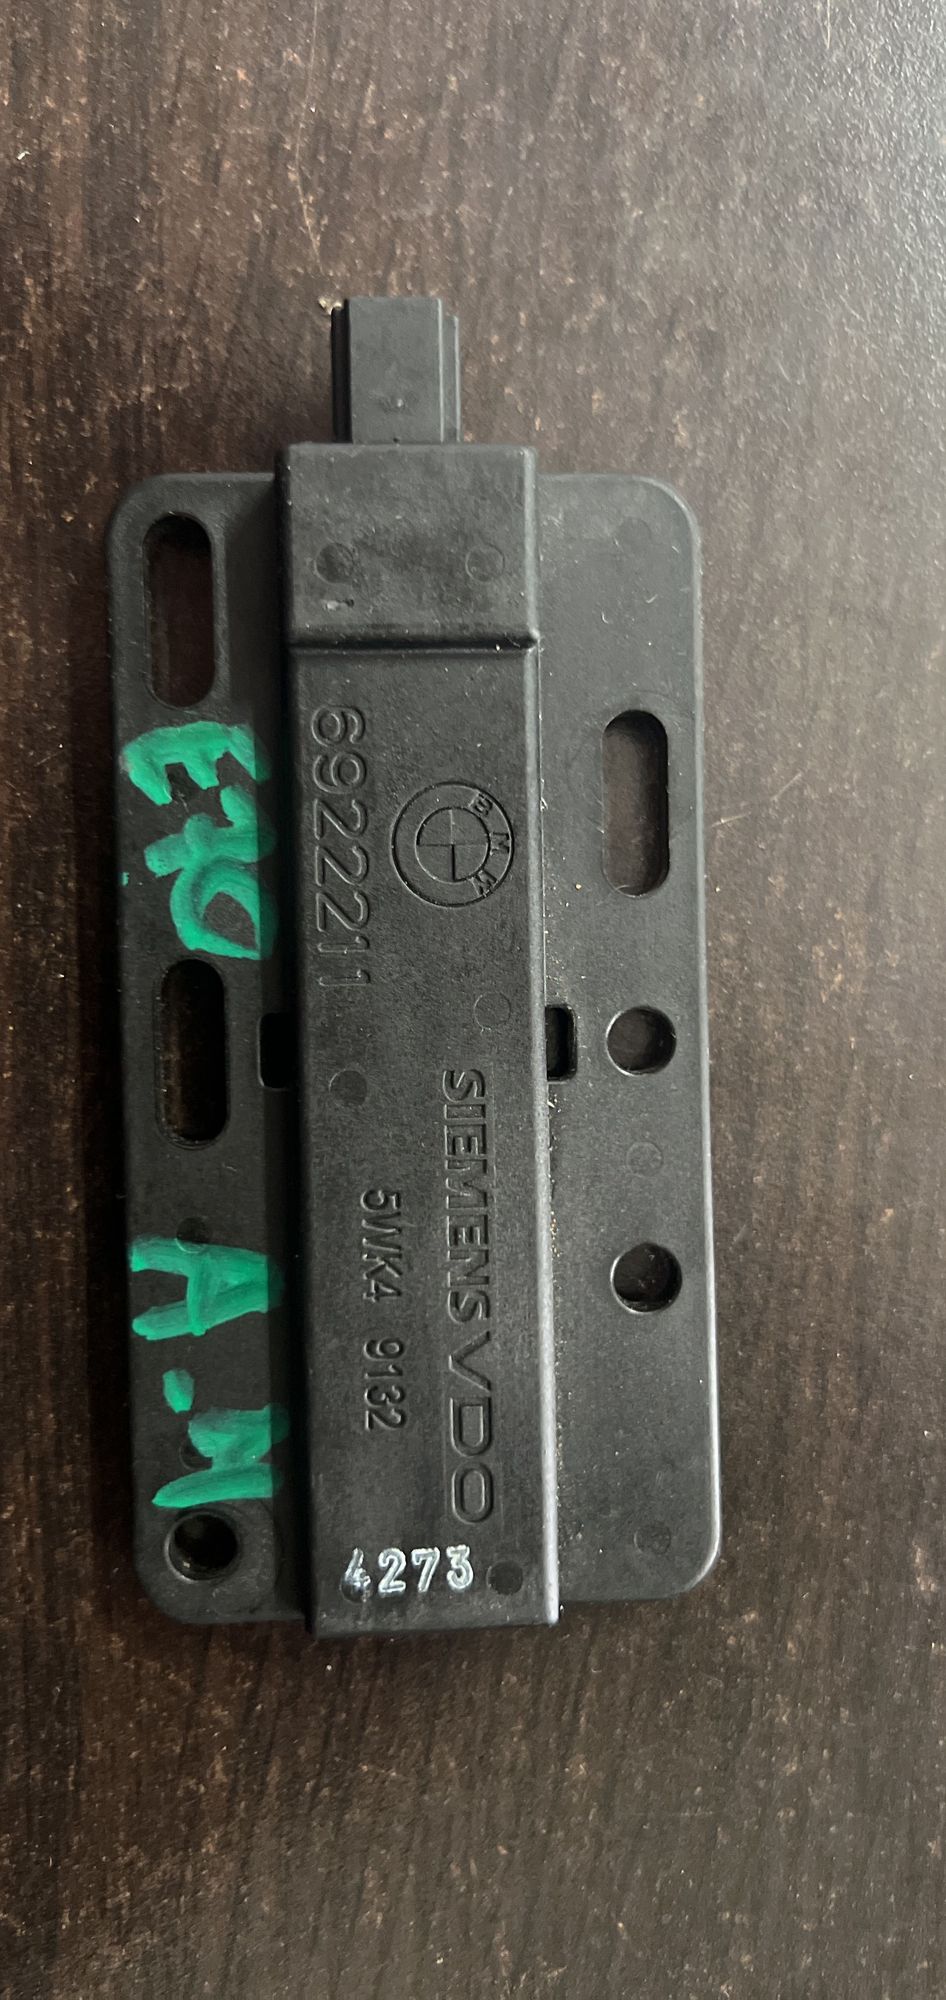 E70 A.M
6922211
BMW
SIEMENS VDO
5WK4 9132
4273